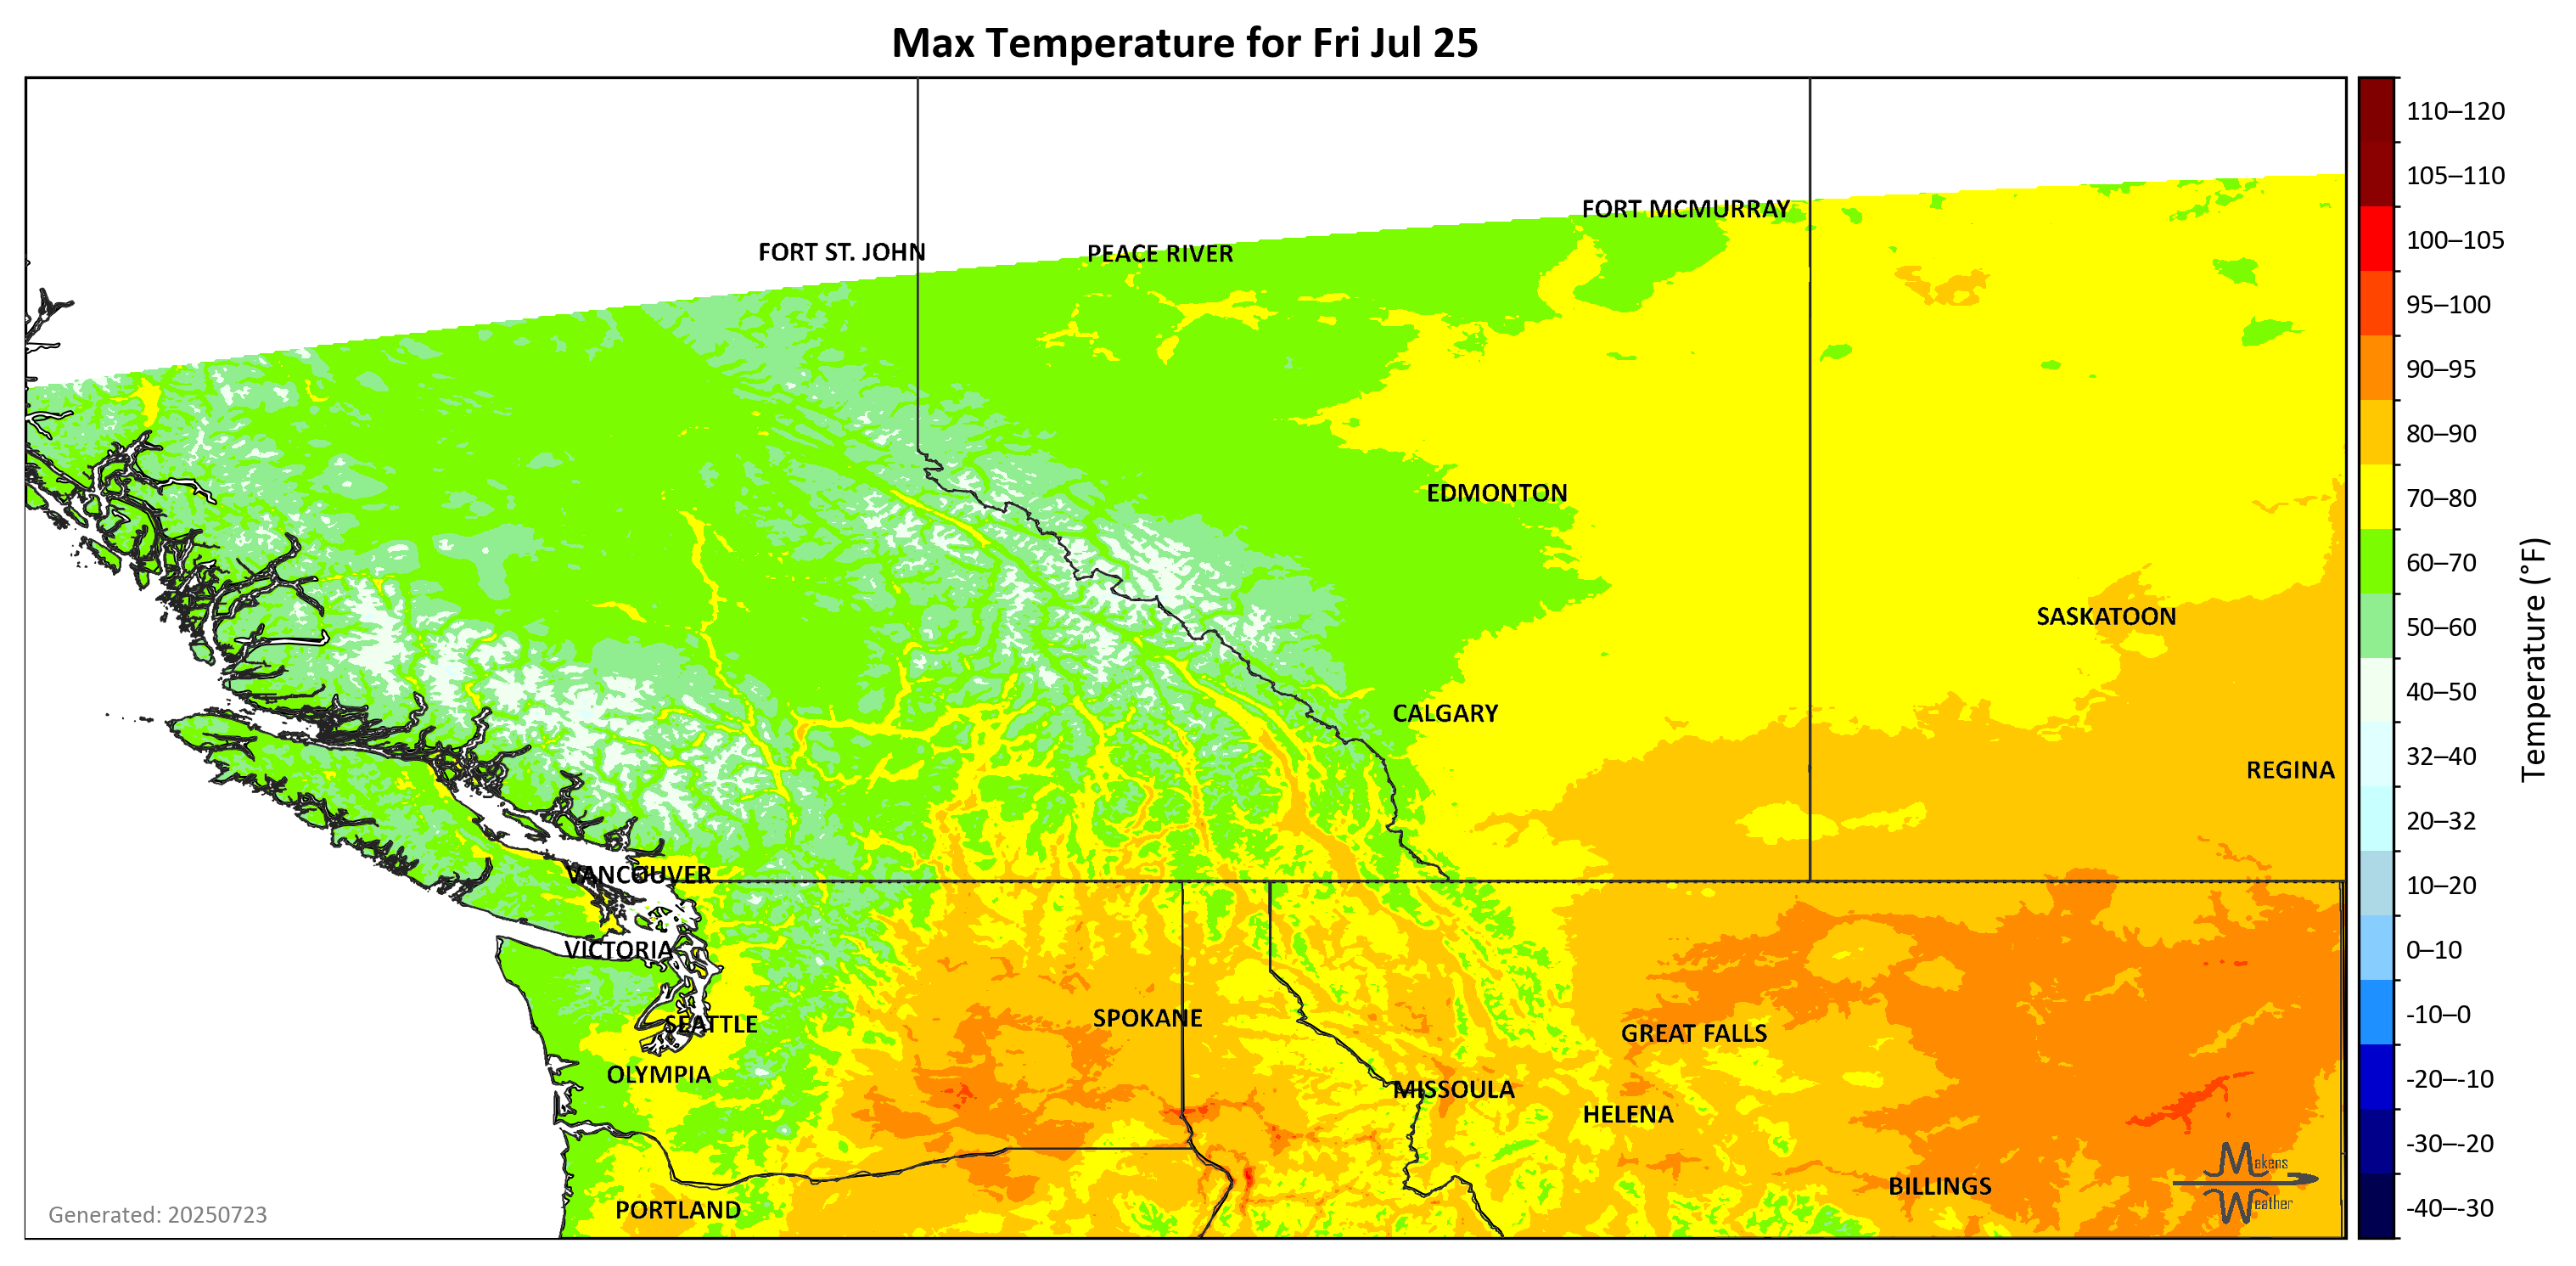 Max Temperature for Fri Jul 25
110–120
105–110
FORT MCMURRAY
100–105
FORT ST. JOHN
PEACE RIVER
95–100
90–95
80–90
EDMONTON
70–80
60–70
SASKATOON
50–60
Temperature (°F)
40–50
CALGARY
32–40
REGINA
20–32
VANCOUVER
10–20
VICTORIA
0–10
SPOKANE
-10–0
SEATTLE
GREAT FALLS
OLYMPIA
-20–-10
MISSOULA
HELENA
-30–-20
Makens
BILLINGS
Weather
PORTLAND
-40–-30
Generated: 20250723